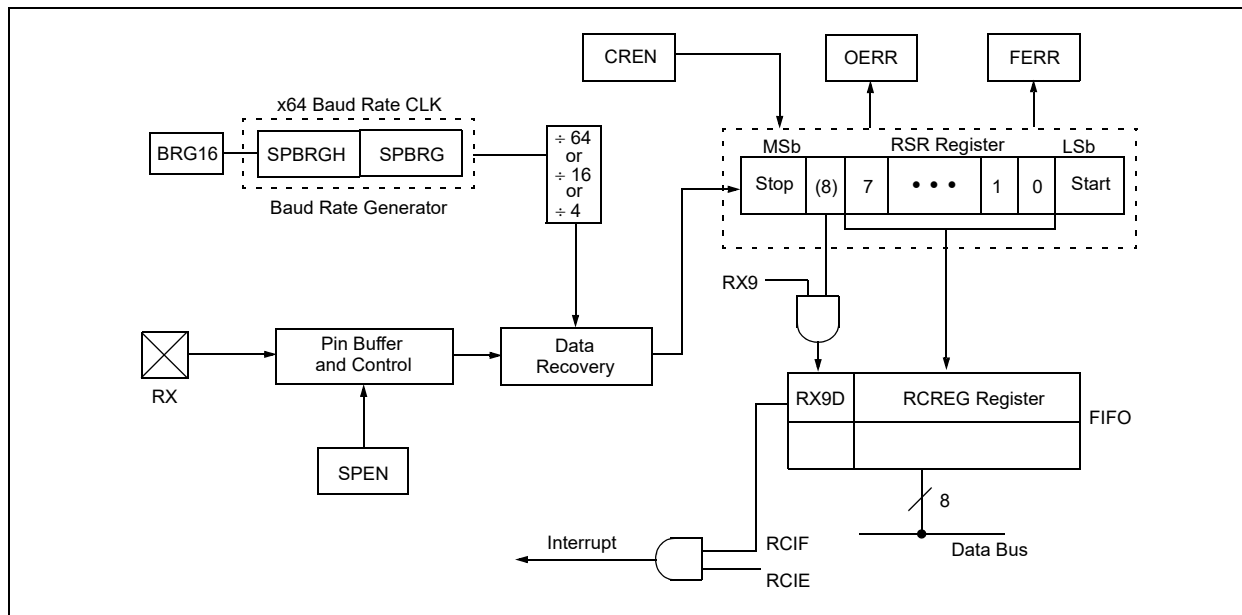 CREN
OERR
FERR
x64 Baud Rate CLK
BRG16
SPBRGH
SPBRG
Baud Rate Generator
÷ 64
or
÷ 16
or
÷ 4
MSb
RSR Register
LSb
Stop
(8)
7
• • •
1
0
Start
RX9
RX
Pin Buffer
and Control
Data
Recovery
SPEN
RX9D
RCREG Register
FIFO
8
Data Bus
Interrupt
RCIF
RCIE